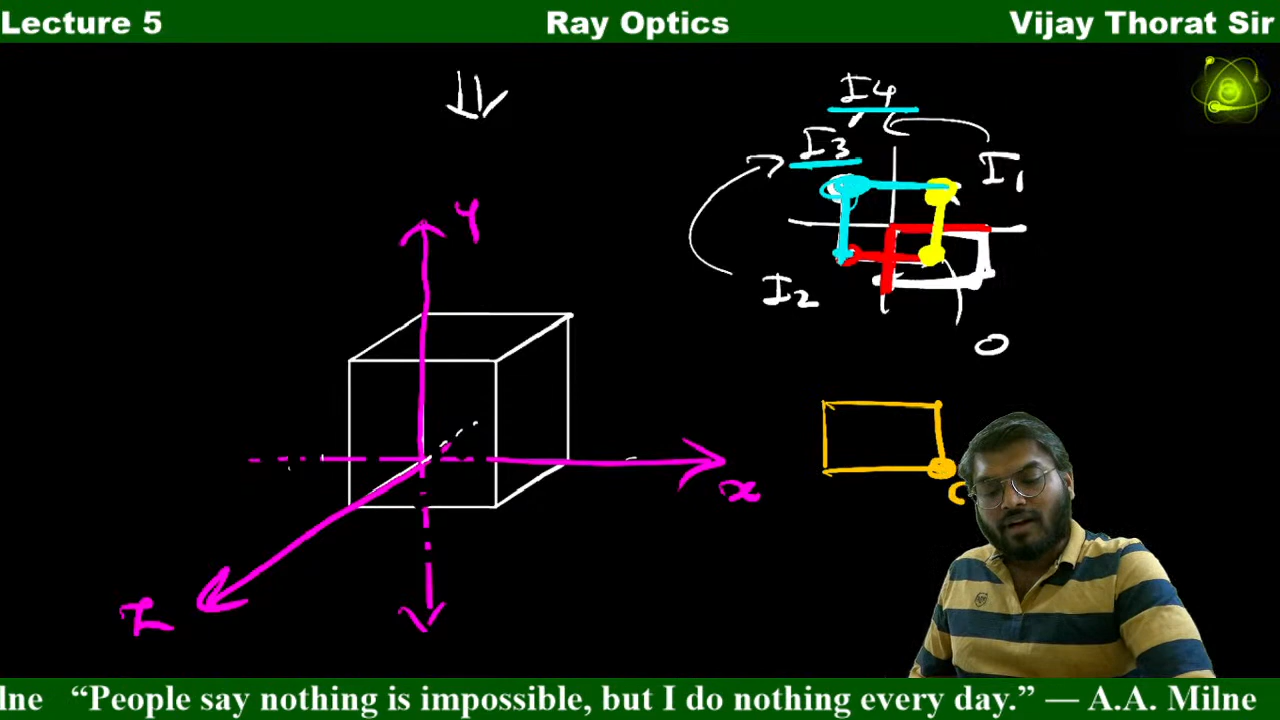 Lecture 5
Ray Optics
Vijay Thorat Sir
I4
I3
I1
I2
O
Y
x
z
lne “People say nothing is impossible, but I do nothing every day.” — A.A. Milne